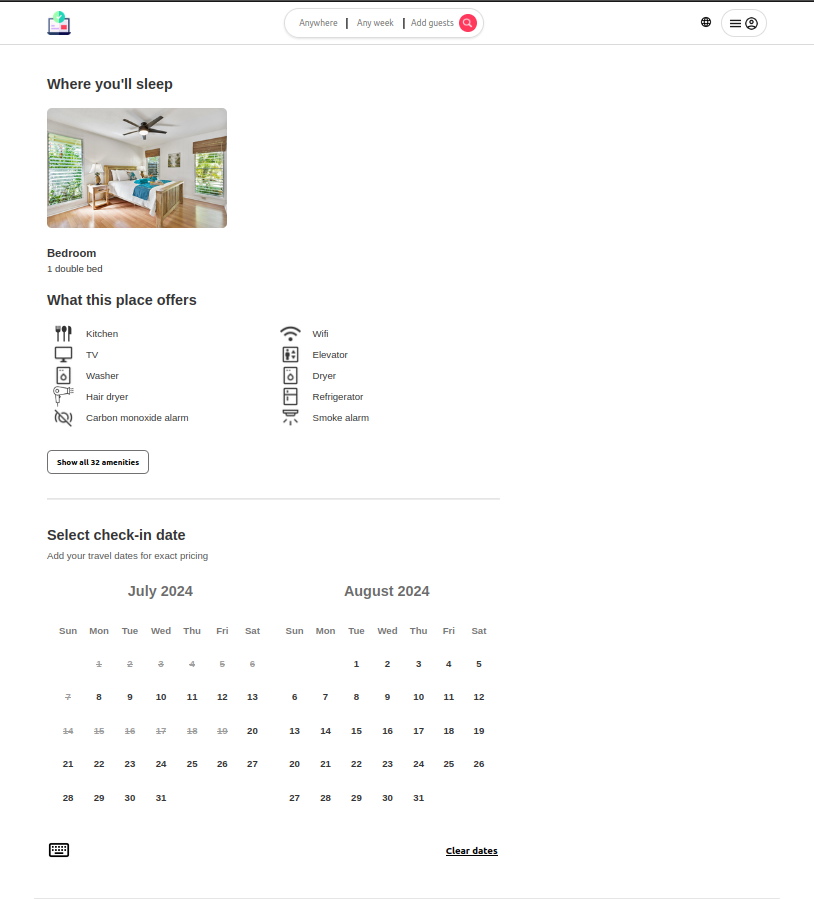 Anywhere | Any week | Add guests
Where you'll sleep
Bedroom
1 double bed
What this place offers
Kitchen Wifi
TV Elevator
Washer Dryer
Hair dryer Refrigerator
Carbon monoxide alarm Smoke alarm
Show all 32 amenities
Select check-in date
Add your travel dates for exact pricing
July 2024 August 2024
Sun Mon Tue Wed Thu Fri Sat Sun Mon Tue Wed Thu Fri Sat
1 2 3 4 5 6 1 2 3 4 5
7 8 9 10 11 12 13 6 7 8 9 10 11 12
14 15 16 17 18 19 20 13 14 15 16 17 18 19
21 22 23 24 25 26 27 20 21 22 23 24 25 26
28 29 30 31 27 28 29 30 31
Clear dates